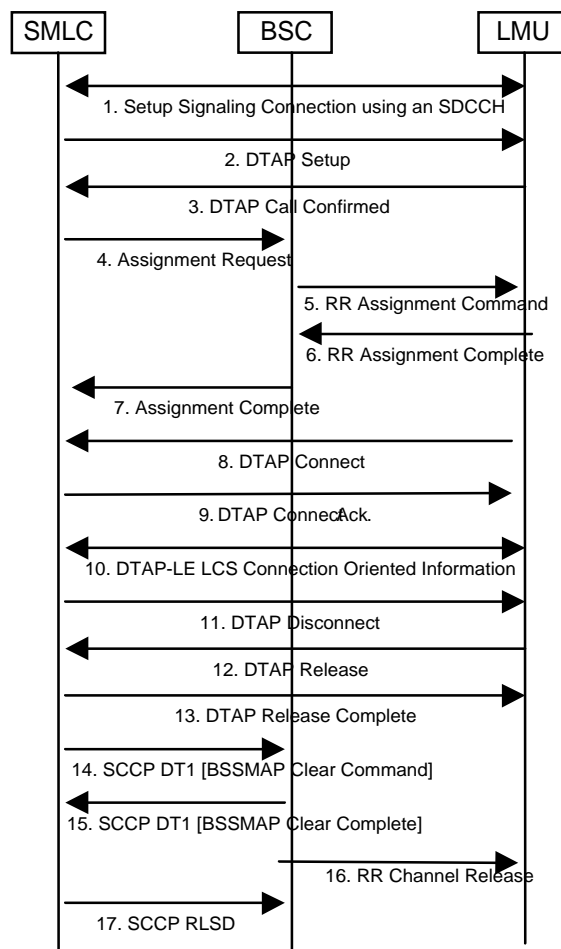 SMLC BSC LMU
1. Setup Signaling Connection using an SDCCH
2. DTAP Setup
3. DTAP Call Confirmed
4. Assignment Request
5. RR Assignment Command
6. RR Assignment Complete
7. Assignment Complete
8. DTAP Connect
9. DTAP Connect Ack.
10. DTAP-LE LCS Connection Oriented Information
11. DTAP Disconnect
12. DTAP Release
13. DTAP Release Complete
14. SCCP DT1 [BSSMAP Clear Command]
15. SCCP DT1 [BSSMAP Clear Complete]
16. RR Channel Release
17. SCCP RLSD